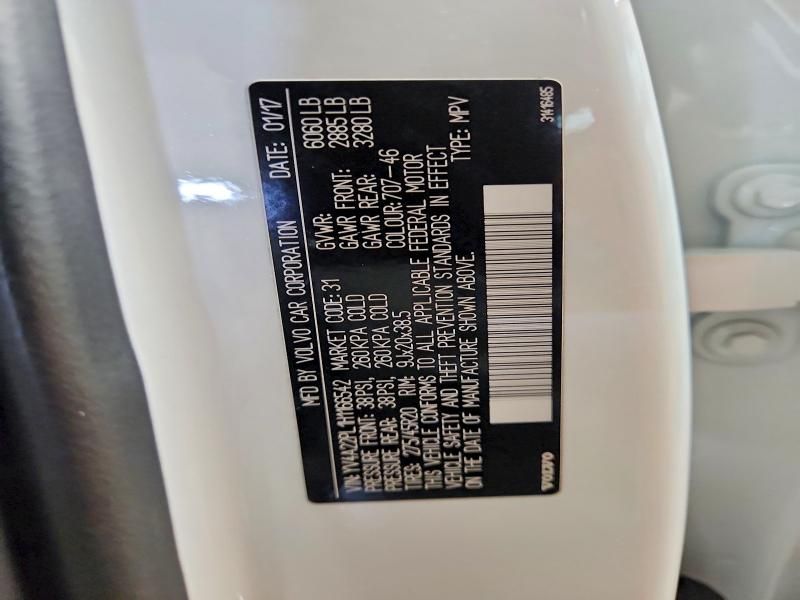 MFD BY VOLVO CAR CORPORATION DATE: 01/17
GVWR: 6060 LB
GAWR FRONT: 2885 LB
GAWR REAR: 3280 LB
VIN: YV4A22PL1H1116542 MARKET CODE: 31
PRESSURE FRONT: 38PSI, 260KPA COLD
PRESSURE REAR: 38PSI, 260KPA COLD COLOUR: 707-46
TIRES: 275/45R20 RIM: 9Jx20x38.5
THIS VEHICLE CONFORMS TO ALL APPLICABLE FEDERAL MOTOR
VEHICLE SAFETY AND THEFT PREVENTION STANDARDS IN EFFECT
ON THE DATE OF MANUFACTURE SHOWN ABOVE. TYPE: MPV
VOLVO
31416485